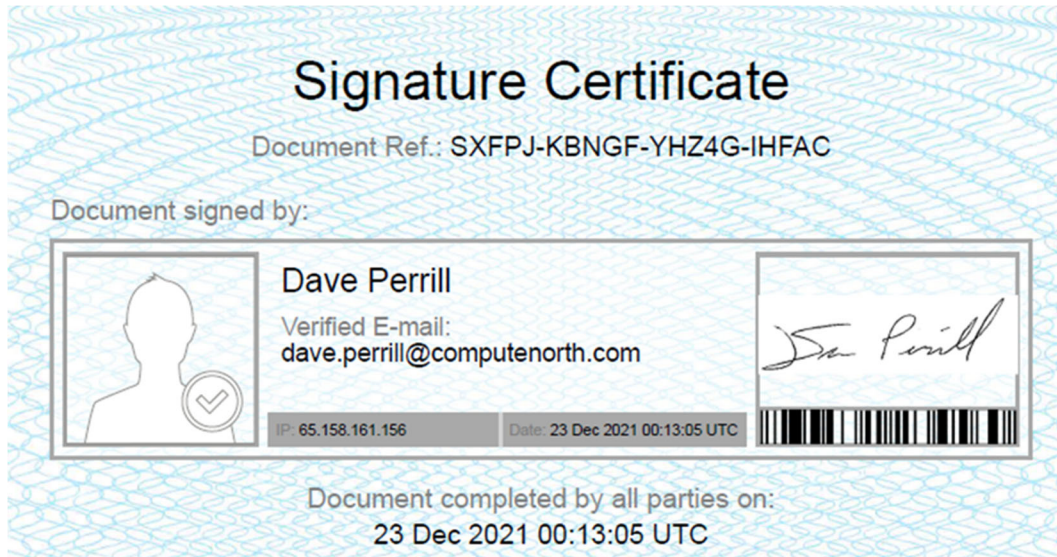 Signature Certificate
Document Ref.: SXFPJ-KBNGF-YHZ4G-IHFAC
Document signed by:
Dave Perrill
Verified E-mail:
dave.perrill@computenorth.com
IP: 65.158.161.156 Date: 23 Dec 2021 00:13:05 UTC
Document completed by all parties on:
23 Dec 2021 00:13:05 UTC